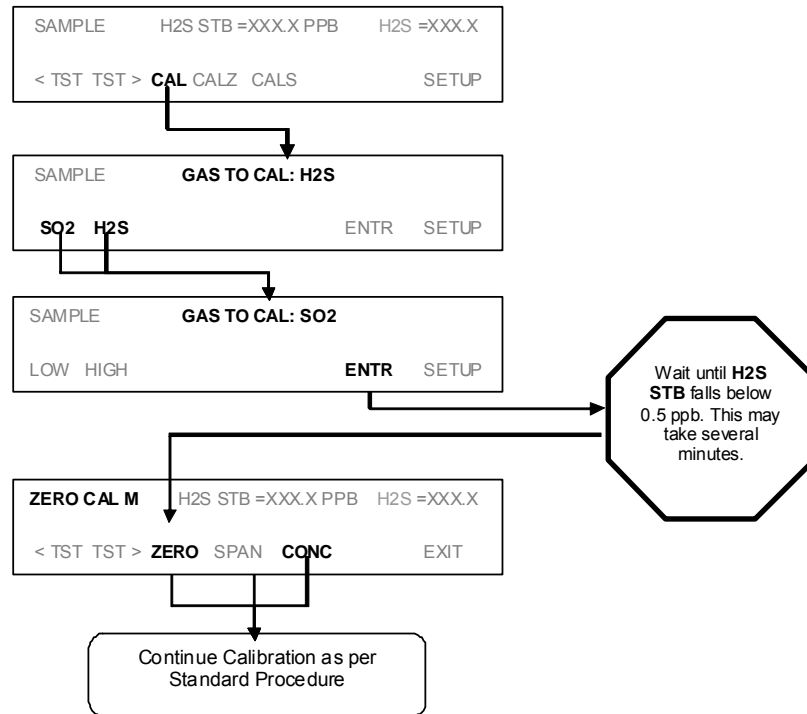 SAMPLE H2S STB =XXX.X PPB H2S =XXX.X
< TST TST > CAL CALZ CALS SETUP
SAMPLE GAS TO CAL: H2S
SO2 H2S ENTR SETUP
SAMPLE GAS TO CAL: SO2
LOW HIGH ENTR SETUP
Wait until H2S
STB falls below
0.5 ppb. This may
take several
minutes.
ZERO CAL M H2S STB =XXX.X PPB H2S =XXX.X
< TST TST > ZERO SPAN CONC EXIT
Continue Calibration as per
Standard Procedure